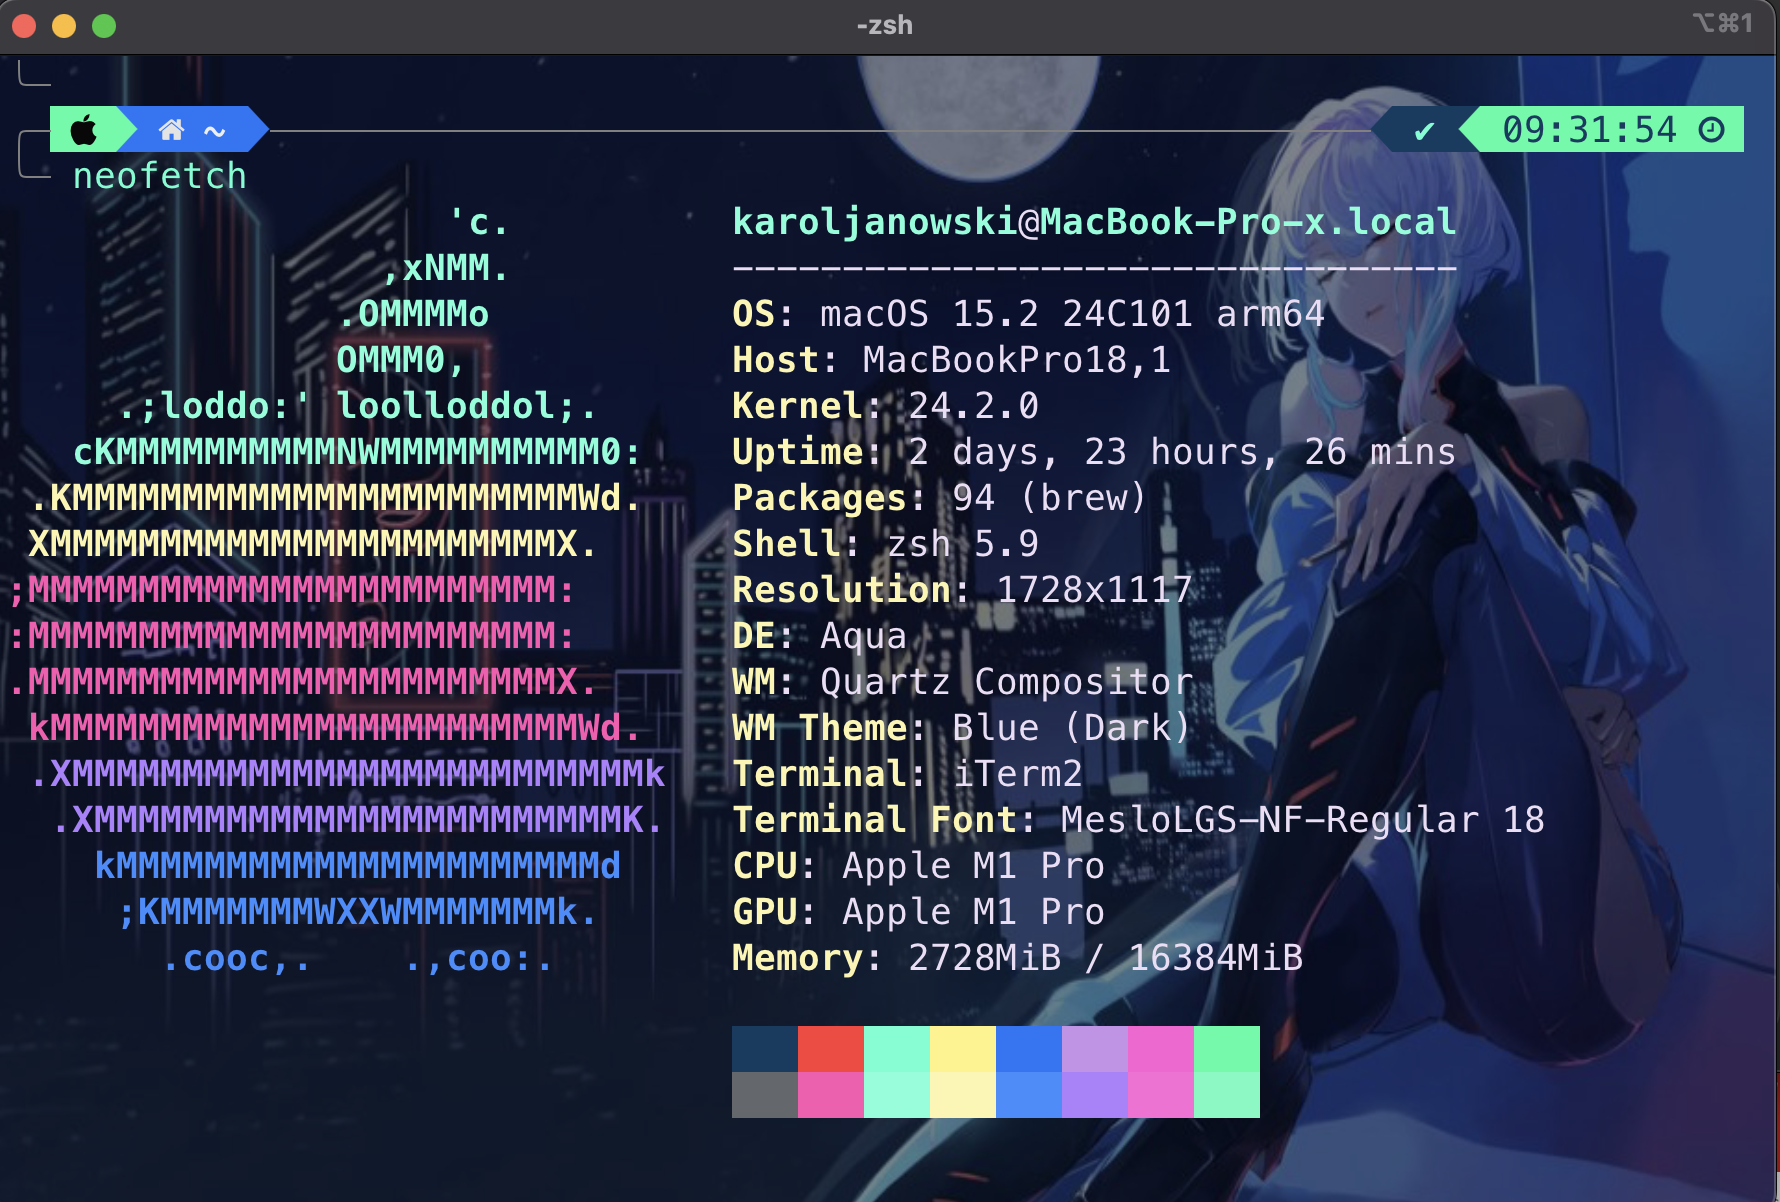 -zsh
⌥⌘1
~
✔ 09:31:54
neofetch
'c.
,xNMM.
.OMMMMo
OMMM0,
.;loddo:' loolloddol;.
cKMMMMMMMMMMNWMMMMMMMMMM0:
.KMMMMMMMMMMMMMMMMMMMMMMMWd.
XMMMMMMMMMMMMMMMMMMMMMMMX.
;MMMMMMMMMMMMMMMMMMMMMMMM:
:MMMMMMMMMMMMMMMMMMMMMMMM:
.MMMMMMMMMMMMMMMMMMMMMMMMX.
kMMMMMMMMMMMMMMMMMMMMMMMMWd.
.XMMMMMMMMMMMMMMMMMMMMMMMMMMk
.XMMMMMMMMMMMMMMMMMMMMMMMMK.
kMMMMMMMMMMMMMMMMMMMMMMd
;KMMMMMMMWXXWMMMMMMMk.
.cooc,. .,coo:.
karoljanowski@MacBook-Pro-x.local
---------------------------------
OS: macOS 15.2 24C101 arm64
Host: MacBookPro18,1
Kernel: 24.2.0
Uptime: 2 days, 23 hours, 26 mins
Packages: 94 (brew)
Shell: zsh 5.9
Resolution: 1728x1117
DE: Aqua
WM: Quartz Compositor
WM Theme: Blue (Dark)
Terminal: iTerm2
Terminal Font: MesloLGS-NF-Regular 18
CPU: Apple M1 Pro
GPU: Apple M1 Pro
Memory: 2728MiB / 16384MiB